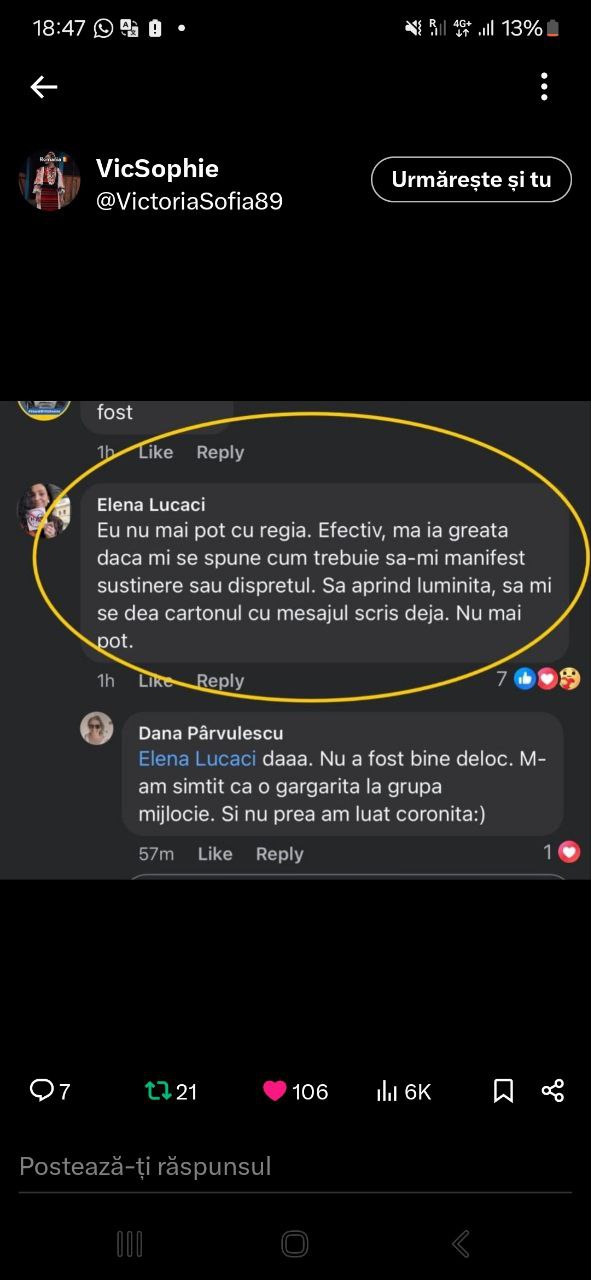 18:47
R 4G+ 13%
VicSophie
@VictoriaSofia89
Urmărește și tu
fost
1h Like Reply
Elena Lucaci
Eu nu mai pot cu regia. Efectiv, ma ia greata
daca mi se spune cum trebuie sa-mi manifest
sustinere sau dispretul. Sa aprind luminita, sa mi
se dea cartonul cu mesajul scris deja. Nu mai
pot.
1h Like Reply 7
Dana Pârvulescu
Elena Lucaci daaa. Nu a fost bine deloc. M-
am simtit ca o gargarita la grupa
mijlocie. Si nu prea am luat coronita:)
57m Like Reply 1
7 21 106 6K
Postează-ți răspunsul